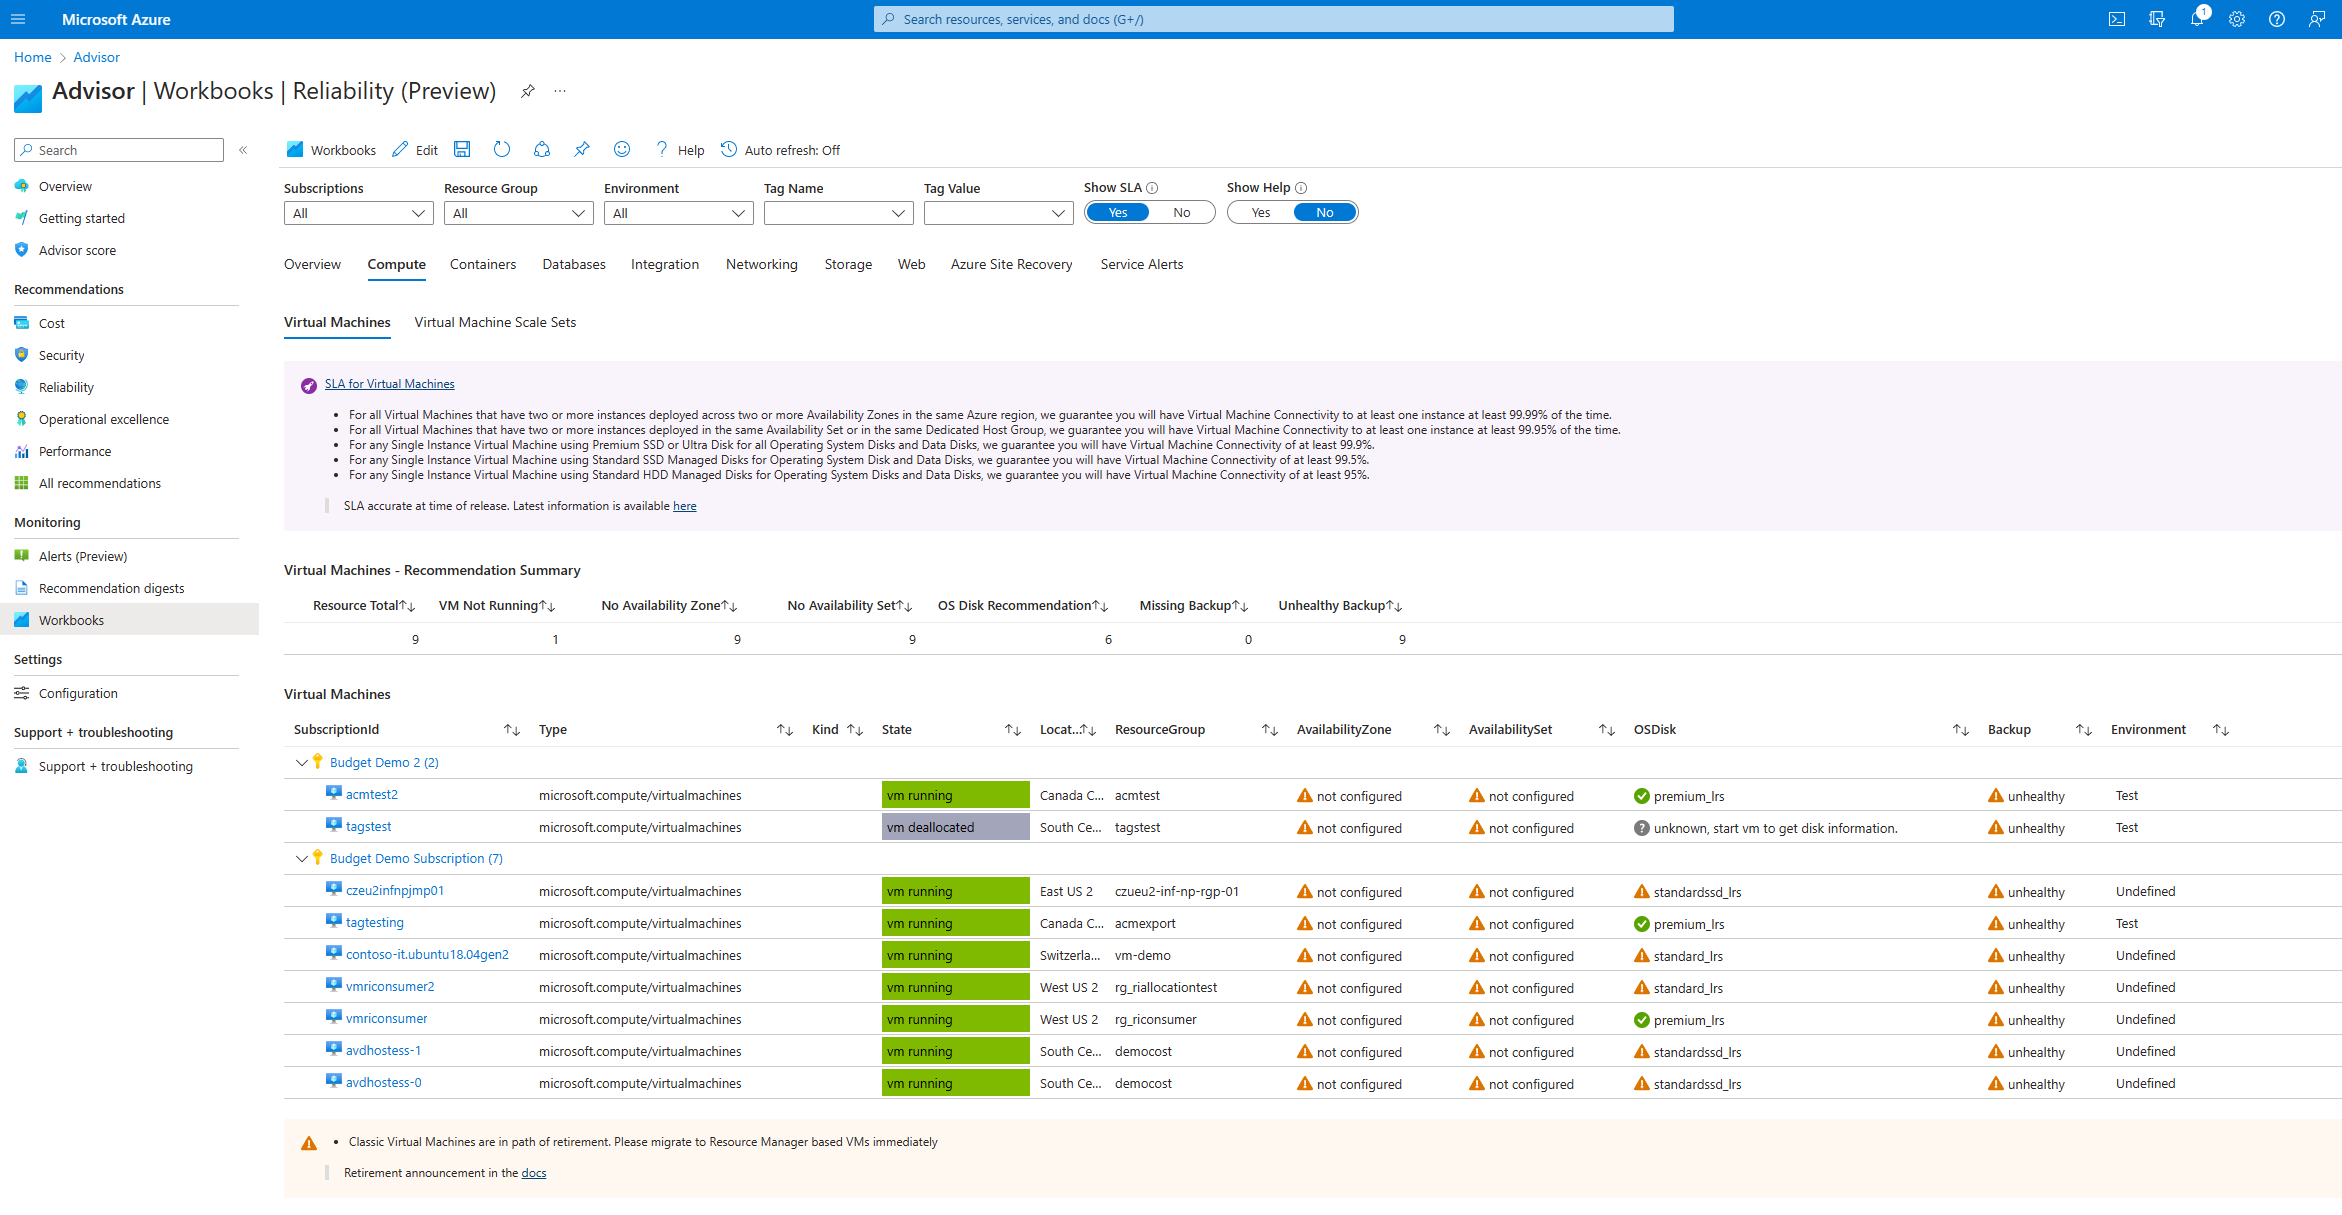 Microsoft Azure
Search resources, services, and docs (G+/)
1
Home > Advisor
Advisor | Workbooks | Reliability (Preview)
Search
Overview
Getting started
Advisor score
Recommendations
Cost
Security
Reliability
Operational excellence
Performance
All recommendations
Monitoring
Alerts (Preview)
Recommendation digests
Workbooks
Settings
Configuration
Support + troubleshooting
Support + troubleshooting
Workbooks Edit Help Auto refresh: Off
Subscriptions Resource Group Environment Tag Name Tag Value Show SLA Show Help
All All All Yes No Yes No
Overview Compute Containers Databases Integration Networking Storage Web Azure Site Recovery Service Alerts
Virtual Machines Virtual Machine Scale Sets
SLA for Virtual Machines
• For all Virtual Machines that have two or more instances deployed across two or more Availability Zones in the same Azure region, we guarantee you will have Virtual Machine Connectivity to at least one instance at least 99.99% of the time.
• For all Virtual Machines that have two or more instances deployed in the same Availability Set or in the same Dedicated Host Group, we guarantee you will have Virtual Machine Connectivity to at least one instance at least 99.95% of the time.
• For any Single Instance Virtual Machine using Premium SSD or Ultra Disk for all Operating System Disks and Data Disks, we guarantee you will have Virtual Machine Connectivity of at least 99.9%.
• For any Single Instance Virtual Machine using Standard SSD Managed Disks for Operating System Disk and Data Disks, we guarantee you will have Virtual Machine Connectivity of at least 99.5%.
• For any Single Instance Virtual Machine using Standard HDD Managed Disks for Operating System Disks and Data Disks, we guarantee you will have Virtual Machine Connectivity of at least 95%.
SLA accurate at time of release. Latest information is available here
Virtual Machines - Recommendation Summary
Resource Total↑↓ VM Not Running↑↓ No Availability Zone↑↓ No Availability Set↑↓ OS Disk Recommendation↑↓ Missing Backup↑↓ Unhealthy Backup↑↓
9 1 9 9 6 0 9
Virtual Machines
SubscriptionId ↑↓ Type ↑↓ Kind ↑↓ State ↑↓ Locat...↑↓ ResourceGroup ↑↓ AvailabilityZone ↑↓ AvailabilitySet ↑↓ OSDisk ↑↓ Backup ↑↓ Environment ↑↓
Budget Demo 2 (2)
acmtest2 microsoft.compute/virtualmachines vm running Canada C... acmtest not configured not configured premium_lrs unhealthy Test
tagstest microsoft.compute/virtualmachines vm deallocated South Ce... tagstest not configured not configured unknown, start vm to get disk information. unhealthy Test
Budget Demo Subscription (7)
czeu2infnpjmp01 microsoft.compute/virtualmachines vm running East US 2 czueu2-inf-np-rgp-01 not configured not configured standardssd_lrs unhealthy Undefined
tagtesting microsoft.compute/virtualmachines vm running Canada C... acmexport not configured not configured premium_lrs unhealthy Test
contoso-it.ubuntu18.04gen2 microsoft.compute/virtualmachines vm running Switzerla... vm-demo not configured not configured standard_lrs unhealthy Undefined
vmriconsumer2 microsoft.compute/virtualmachines vm running West US 2 rg_riallocationtest not configured not configured standard_lrs unhealthy Undefined
vmriconsumer microsoft.compute/virtualmachines vm running West US 2 rg_riconsumer not configured not configured premium_lrs unhealthy Undefined
avdhostess-1 microsoft.compute/virtualmachines vm running South Ce... democost not configured not configured standardssd_lrs unhealthy Undefined
avdhostess-0 microsoft.compute/virtualmachines vm running South Ce... democost not configured not configured standardssd_lrs unhealthy Undefined
• Classic Virtual Machines are in path of retirement. Please migrate to Resource Manager based VMs immediately
Retirement announcement in the docs